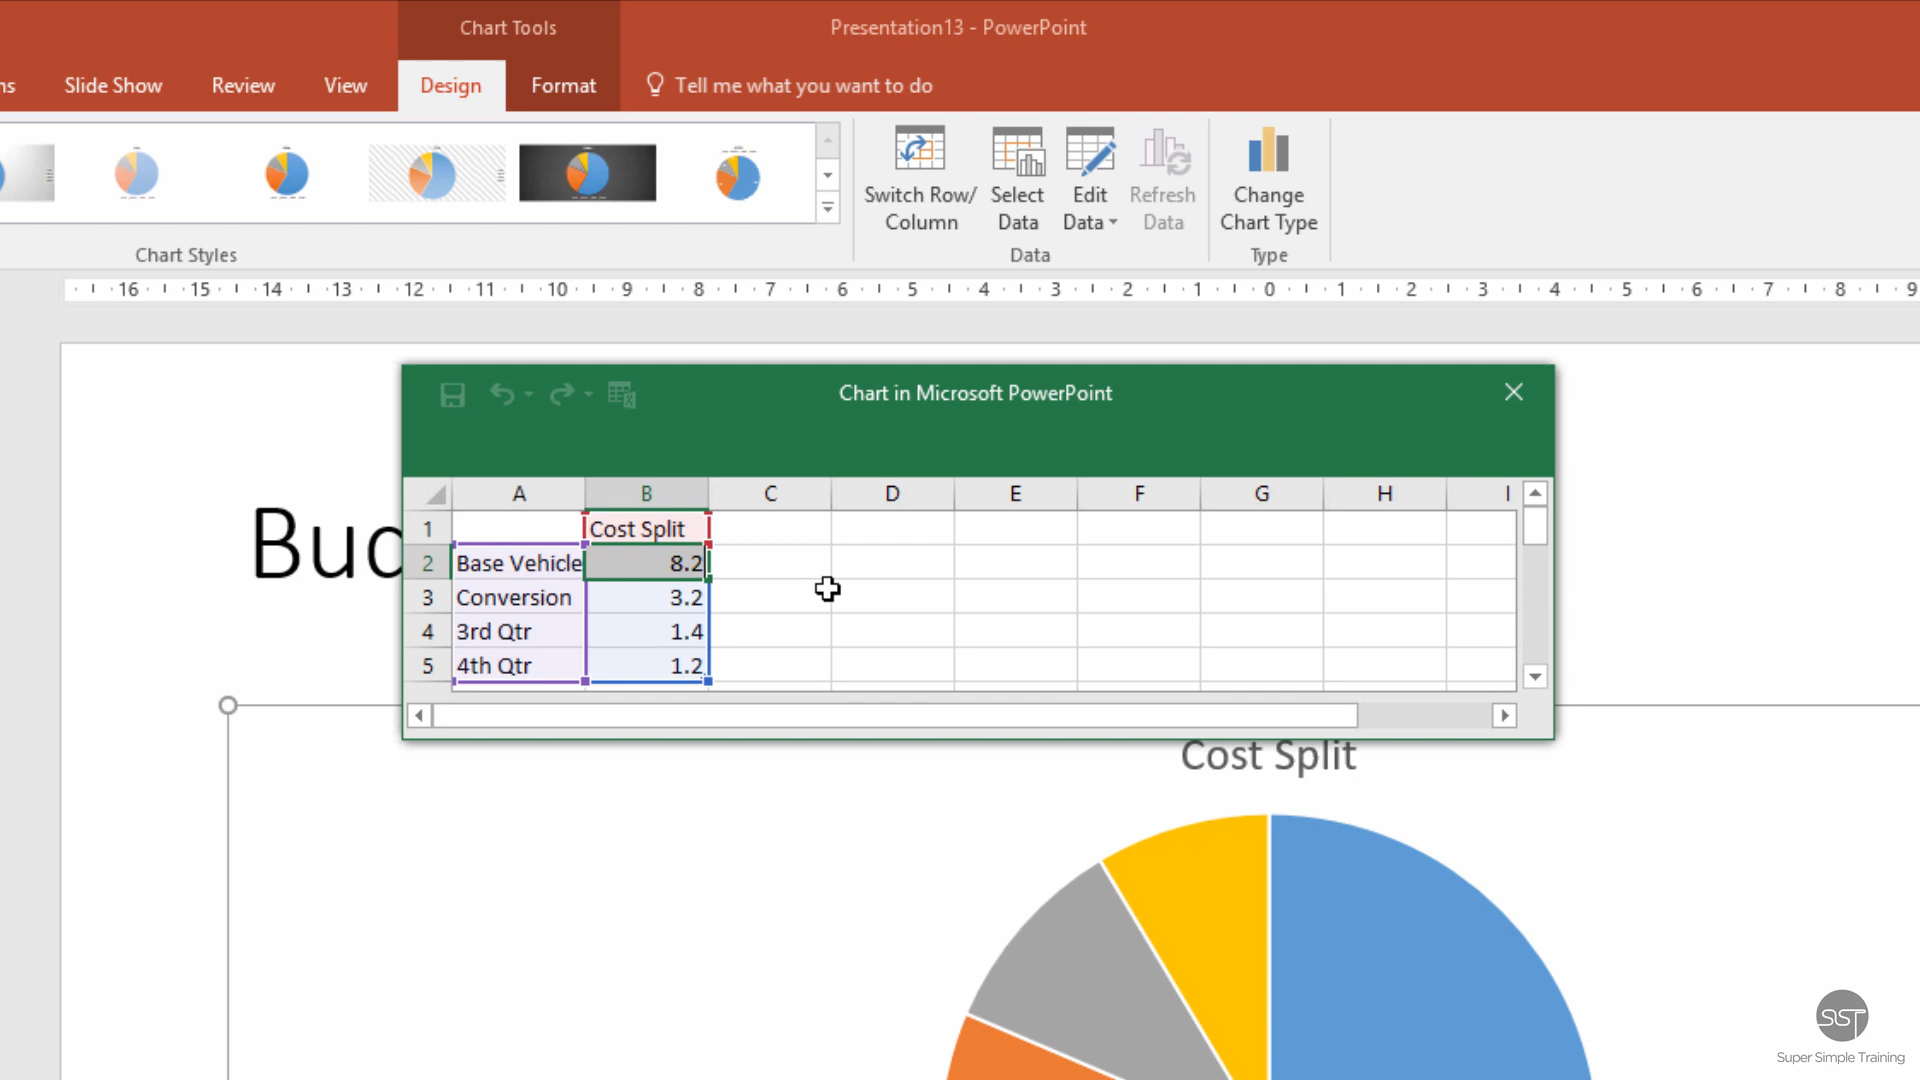 Chart Tools
Presentation13 - PowerPoint
ns Slide Show Review View Design Format Tell me what you want to do
Switch Row/ Column
Select Data
Edit Data
Refresh Data
Change Chart Type
Chart Styles Data Type
16 15 14 13 12 11 10 9 8 7 6 5 4 3 2 1 0 1 2 3 4 5 6 7 8 9
Chart in Microsoft PowerPoint
A B C D E F G H I
1 Cost Split
2 Base Vehicle 8.2
3 Conversion 3.2
4 3rd Qtr 1.4
5 4th Qtr 1.2
Buc
Cost Split
SST
Super Simple Training